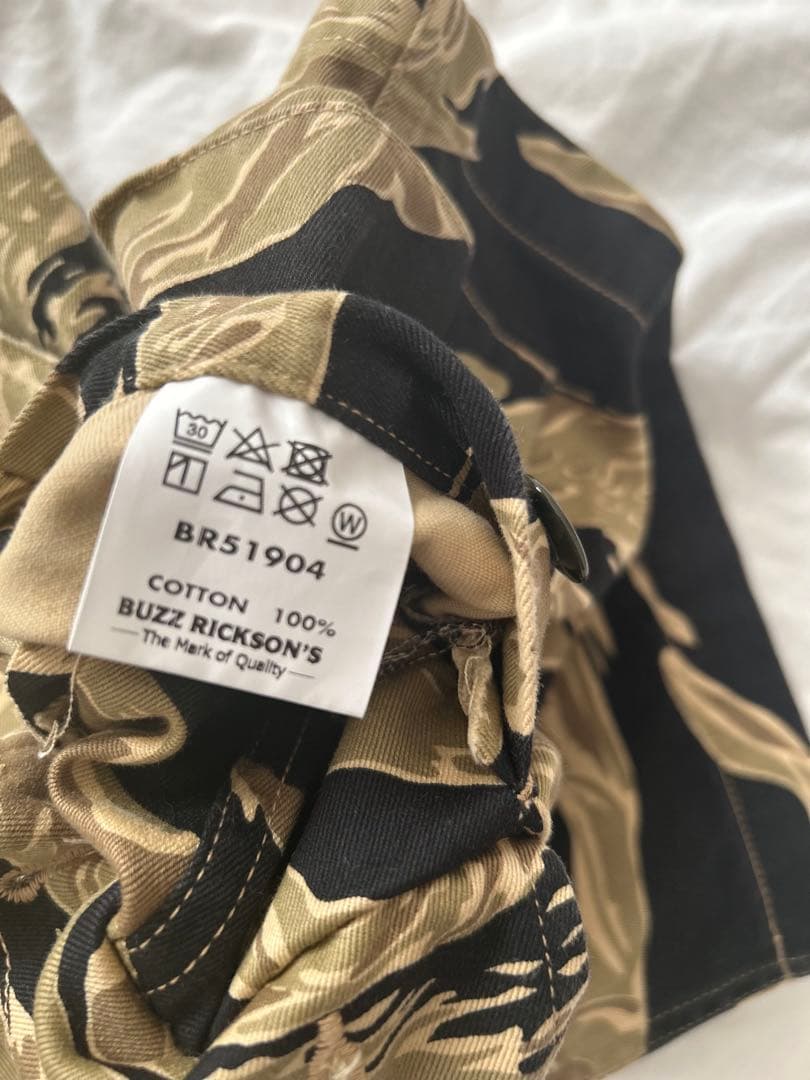 30
W
BR51904
COTTON 100%
BUZZ RICKSON'S
The Mark of Quality